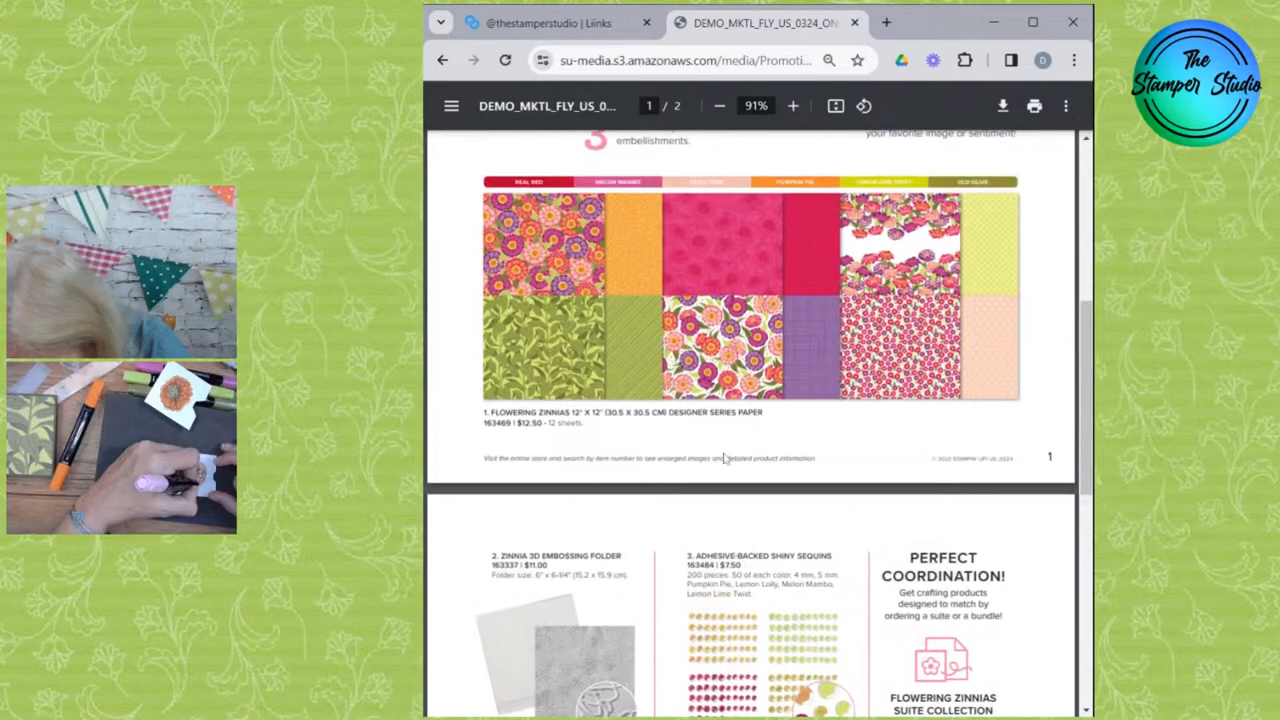 @thestamperstudio | Liinks
DEMO_MKTL_FLY_US_0324_ON
The
Stamper Studio
su-media.s3.amazonaws.com/media/Promoti...
D
DEMO_MKTL_FLY_US_0... 1 / 2 91%
3 embellishments.
your favorite image or sentiment!
REAL RED MELON MAMBO PUMPKIN PIE OLD OLIVE
1. FLOWERING ZINNIAS 12" X 12" (30.5 X 30.5 CM) DESIGNER SERIES PAPER
163469 | $12.50 - 12 sheets.
Visit the online store and search by item number to see enlarged images and detailed product information.
1
2. ZINNIA 3D EMBOSSING FOLDER
163337 | $11.00
Folder size: 6" x 6-1/4" (15.2 x 15.9 cm).
3. ADHESIVE-BACKED SHINY SEQUINS
163484 | $7.50
200 pieces: 50 of each color. 4 mm, 5 mm.
Pumpkin Pie, Lemon Lolly, Melon Mambo,
Lemon Lime Twist.
PERFECT
COORDINATION!
Get crafting products
designed to match by
ordering a suite or a bundle!
FLOWERING ZINNIAS
SUITE COLLECTION